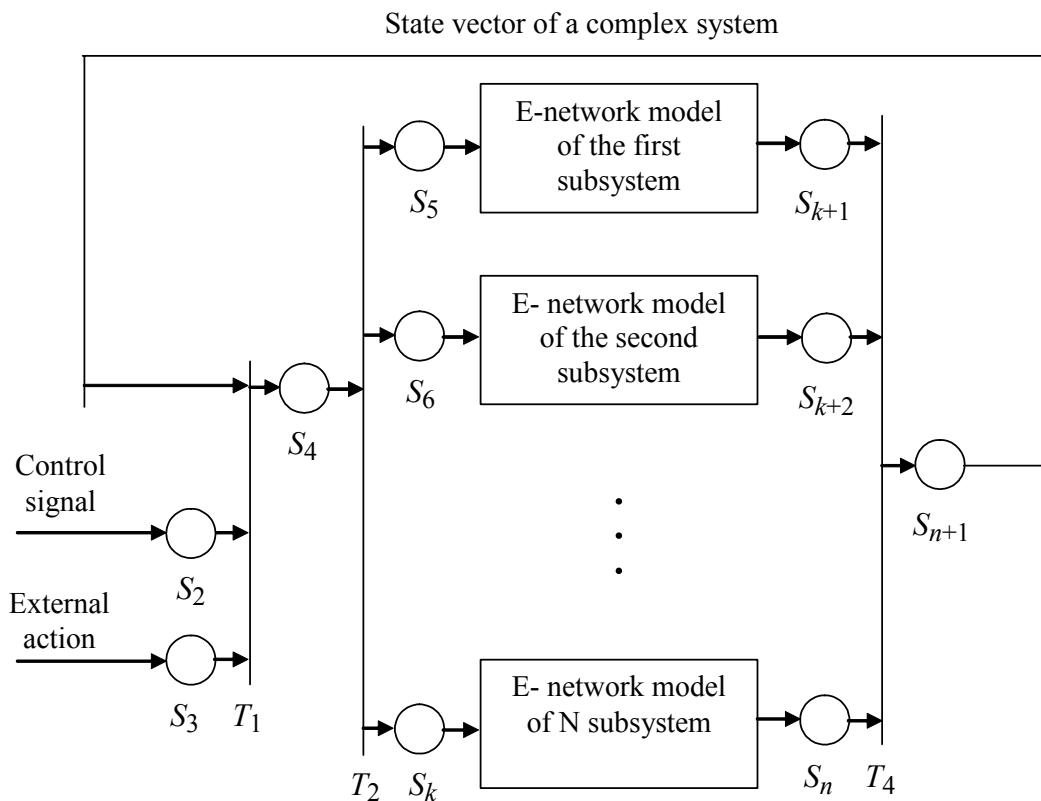 State vector of a complex system
E-network model
of the first
subsystem
S5
Sk+1
E- network model
of the second
subsystem
S6
Sk+2
S4
Control
signal
Sn+1
S2
External
action
E- network model
of N subsystem
S3
T1
T2
Sk
Sn
T4